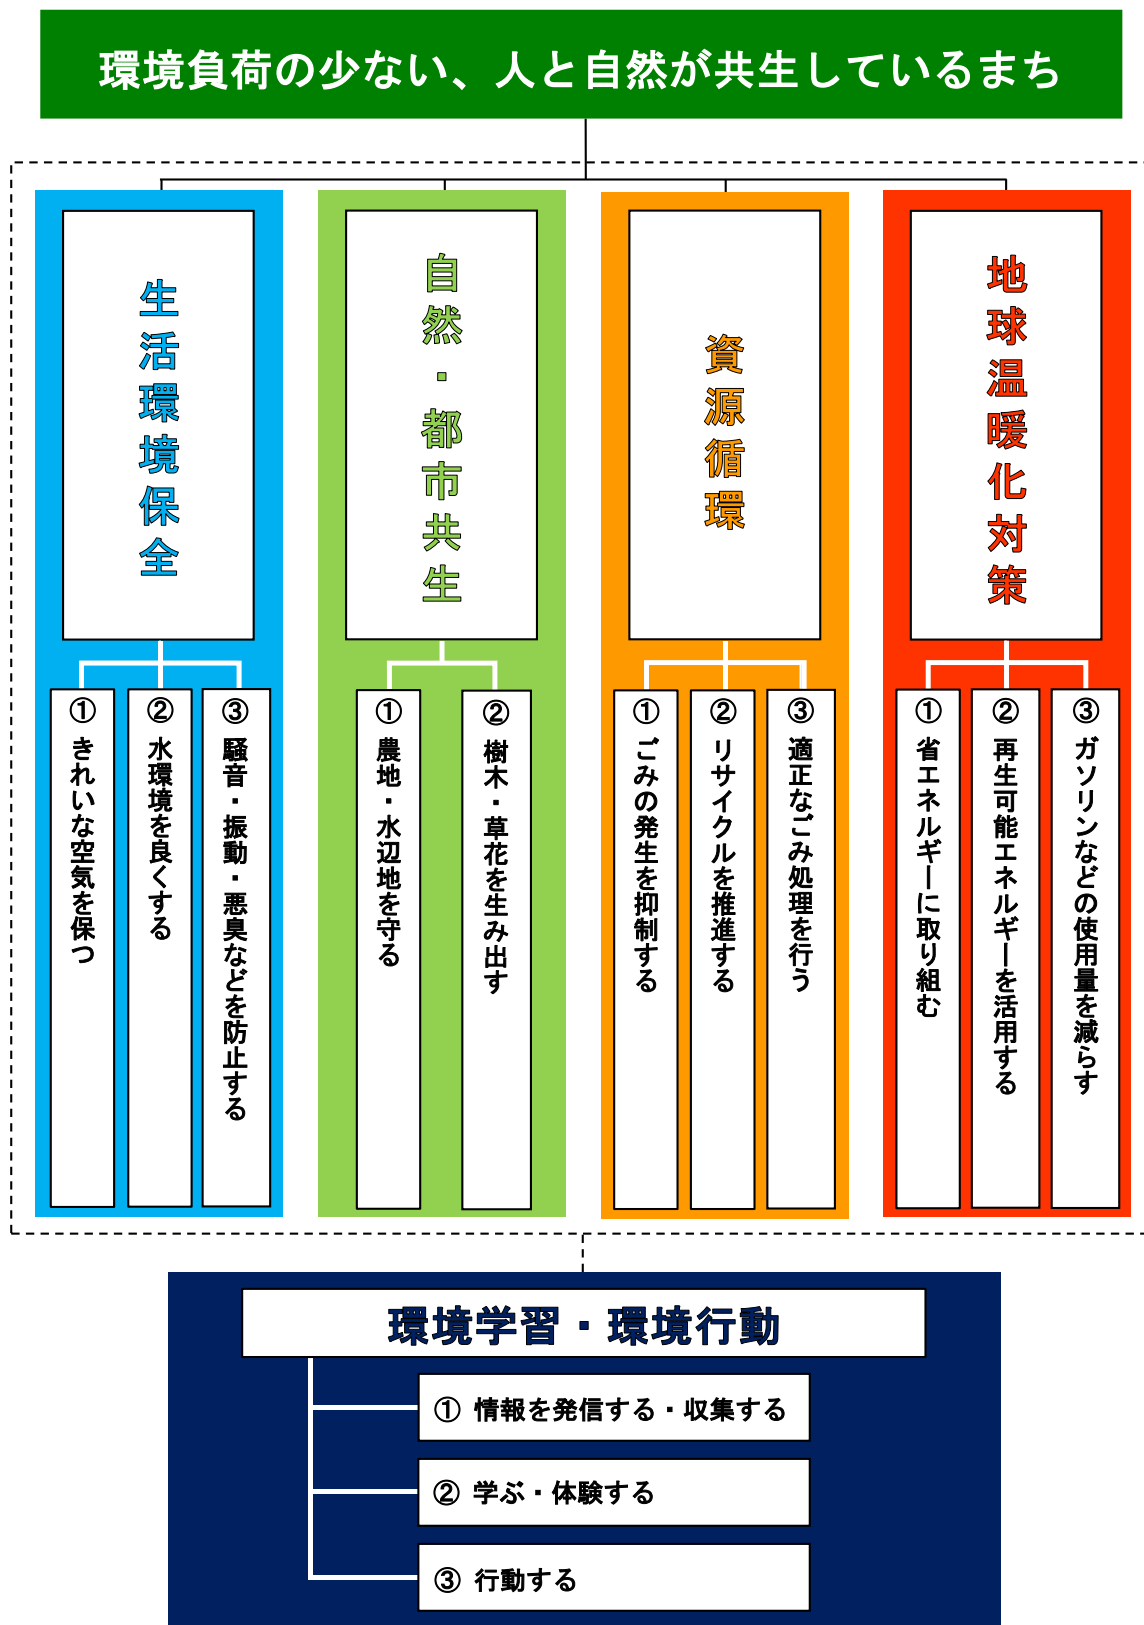 環境負荷の少ない、人と自然が共生しているまち
生活環境保全
①きれいな空気を保つ
②水環境を良くする
③騒音・振動・悪臭などを防止する
自然・都市共生
①農地・水辺地を守る
②樹木・草花を生み出す
資源循環
①ごみの発生を抑制する
②リサイクルを推進する
③適正なごみ処理を行う
地球温暖化対策
①省エネルギーに取り組む
②再生可能エネルギーを活用する
③ガソリンなどの使用量を減らす
環境学習・環境行動
① 情報を発信する・収集する
② 学ぶ・体験する
③ 行動する